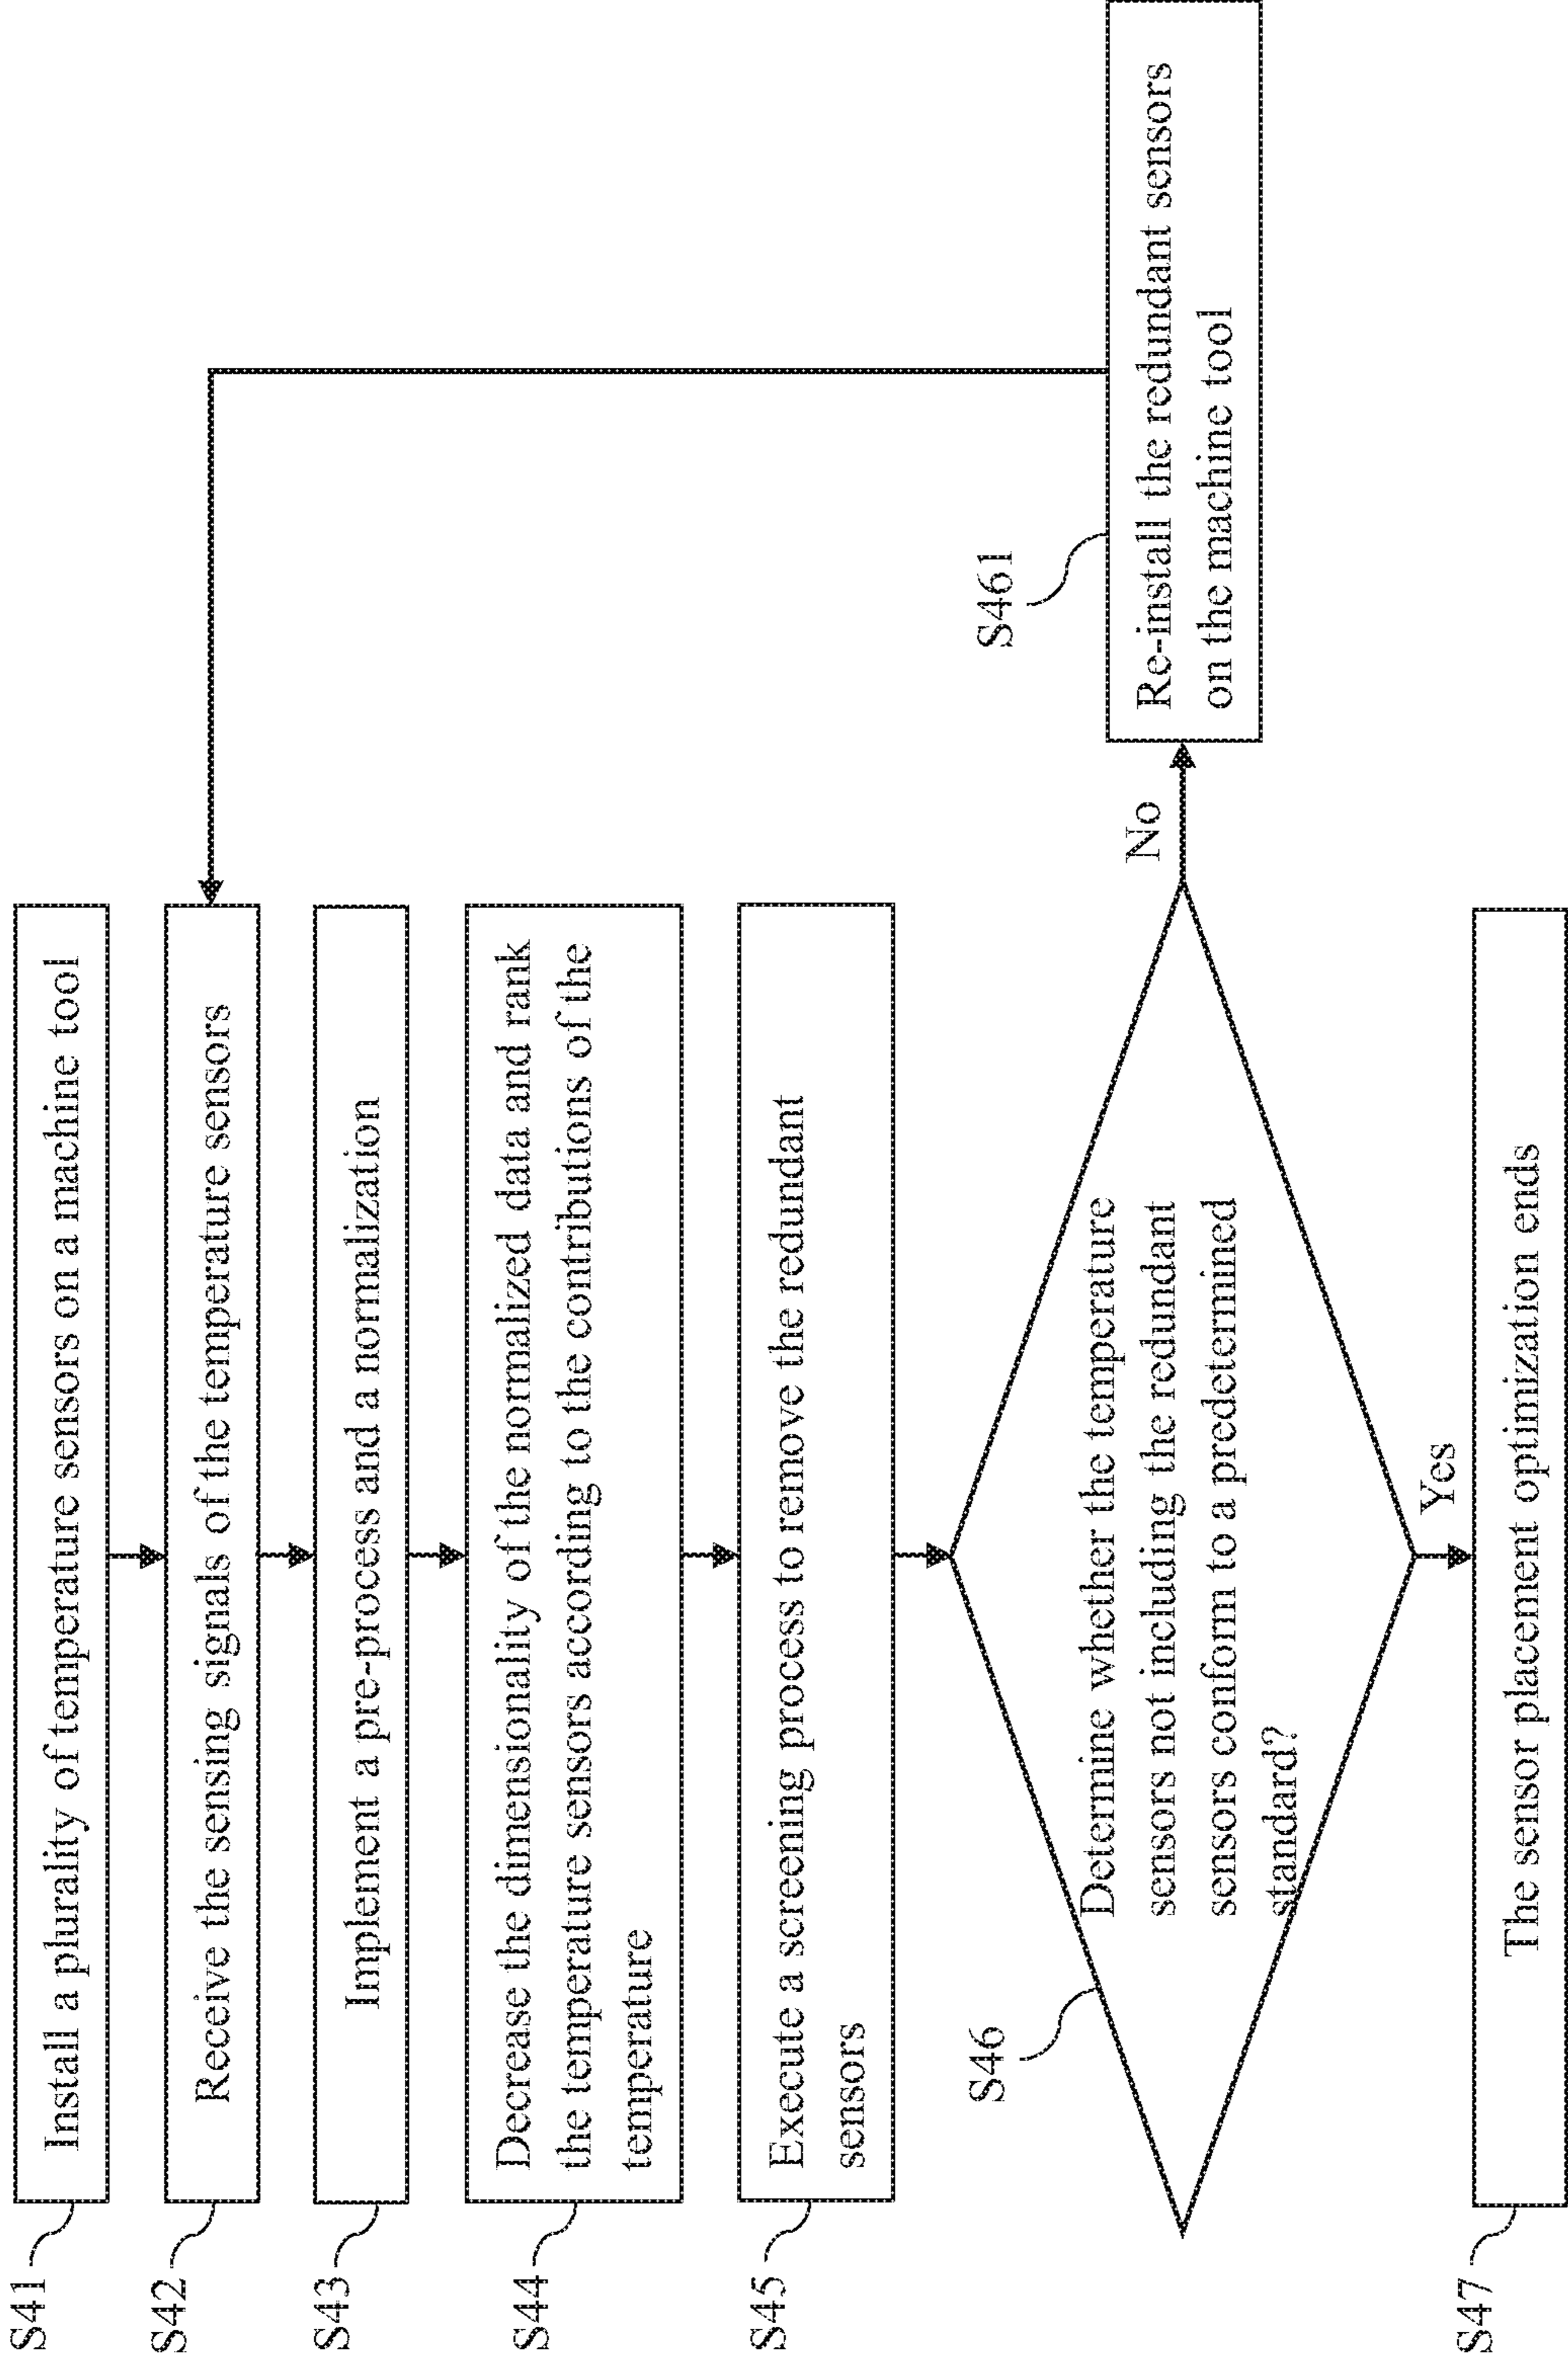 S41
Install a plurality of temperature sensors on a machine tool
S42
Receive the sensing signals of the temperature sensors
S43
Implement a pre-process and a normalization
S44
Decrease the dimensionality of the normalized data and rank
the temperature sensors according to the contributions of the
temperature
S45
Execute a screening process to remove the redundant
sensors
S46
Determine whether the temperature
sensors not including the redundant
sensors conform to a predetermined
standard?
No
S461
Re-install the redundant sensors
on the machine tool
Yes
S47
The sensor placement optimization ends